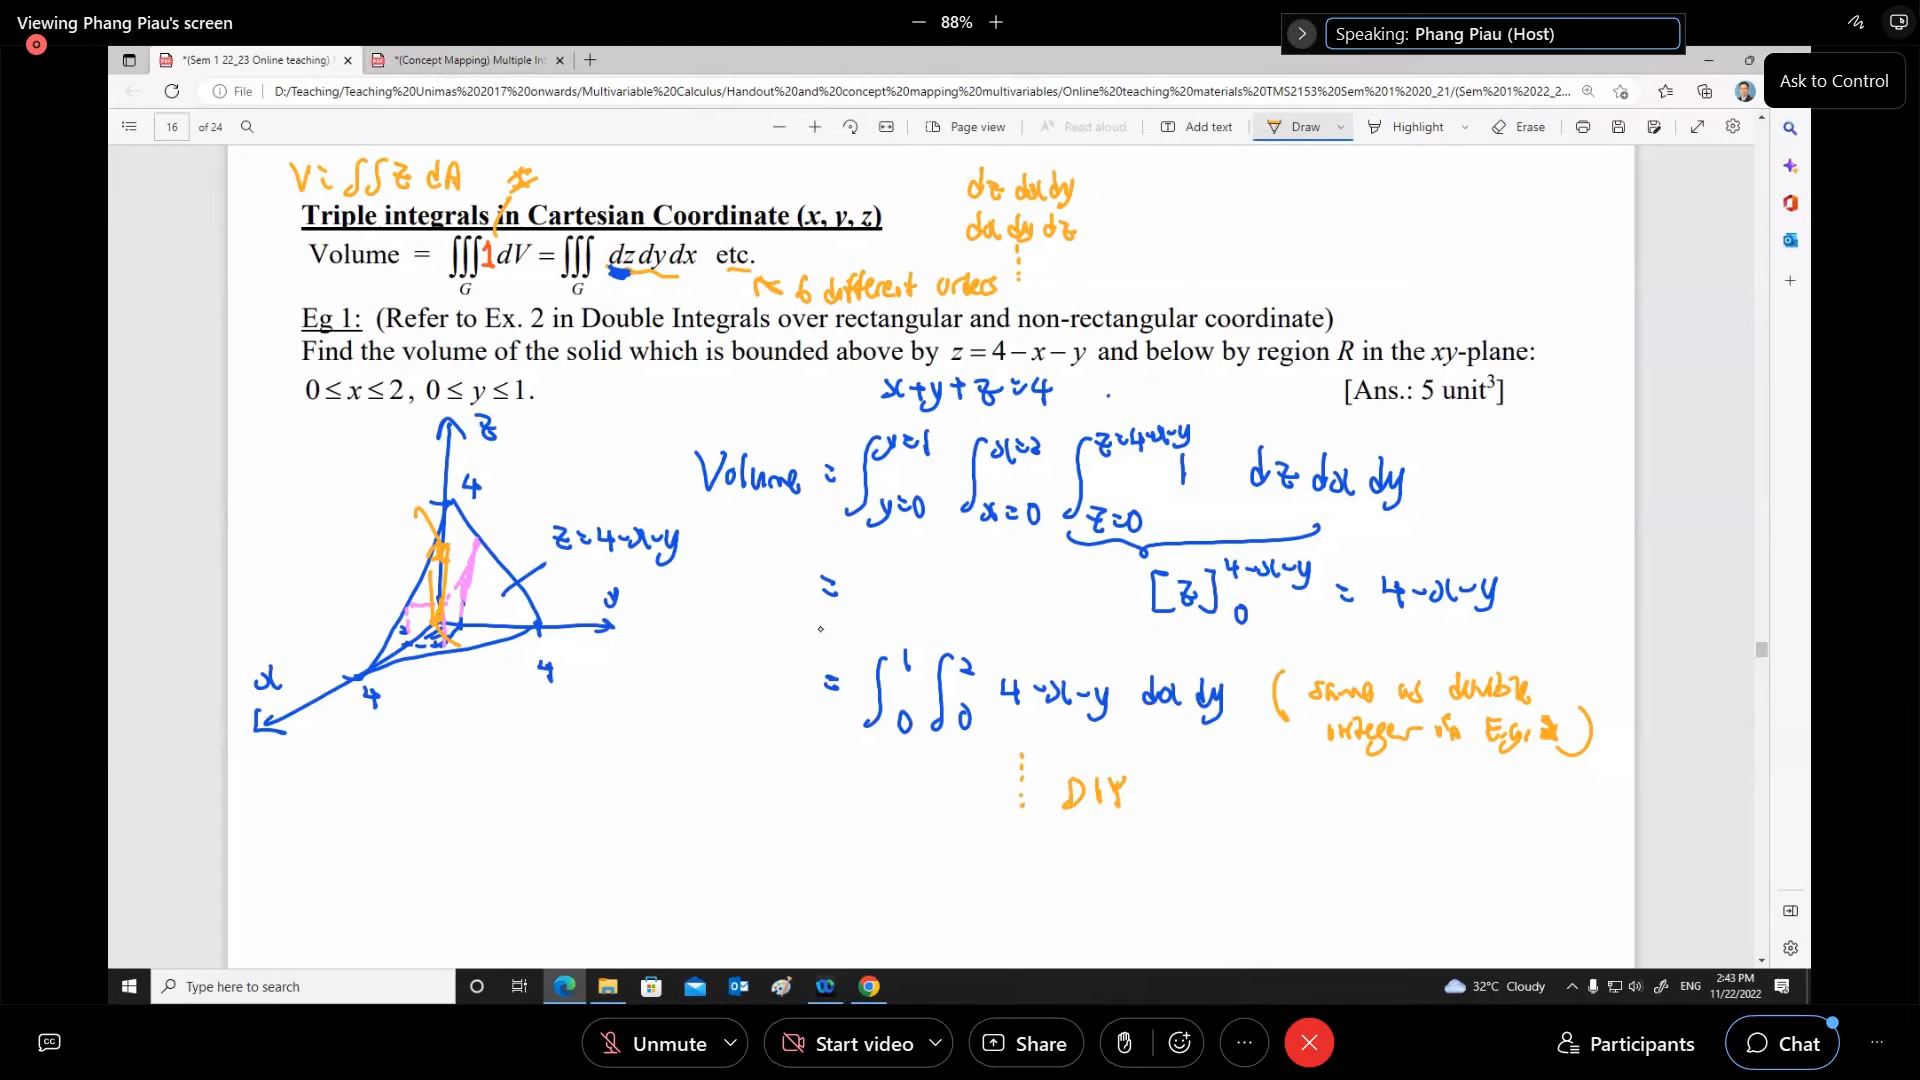 Viewing Phang Piau's screen
88%
Speaking: Phang Piau (Host)
Ask to Control
*(Sem 1 22_23 Online teaching)
*(Concept Mapping) Multiple In
File
D:/Teaching/Teaching%20Unimas%202017%20onwards/Multivariable%20Calculus/Handout%20and%20concept%20mapping%20multivariables/Online%20teaching%20materials%20TMS2153%20Sem%201%2020_21/(Sem%201%2022_2...
16 of 24
Page view
Read aloud
Add text
Draw
Highlight
Erase
V = ∫∫ z dA
dz dx dy
Triple integrals in Cartesian Coordinate (x, y, z)
dx dy dz
Volume = ∭_G 1 dV = ∭_G dz dy dx etc.
6 different orders
Eg 1: (Refer to Ex. 2 in Double Integrals over rectangular and non-rectangular coordinate)
Find the volume of the solid which is bounded above by z = 4 – x – y and below by region R in the xy-plane:
0 ≤ x ≤ 2, 0 ≤ y ≤ 1.
[Ans.: 5 unit³]
x + y + z = 4
z
4
z = 4-x-y
y
2
x
4
4
Volume = ∫_{y=0}^{y=1} ∫_{x=0}^{x=2} ∫_{z=0}^{z=4-x-y} 1 dz dx dy
= [z]_0^{4-x-y} = 4-x-y
= ∫_0^1 ∫_0^2 4-x-y dx dy
(same as double
integer in Eg.
DIY
Type here to search
32°C Cloudy
ENG
2:43 PM
11/22/2022
CC
Unmute
Start video
Share
Participants
Chat